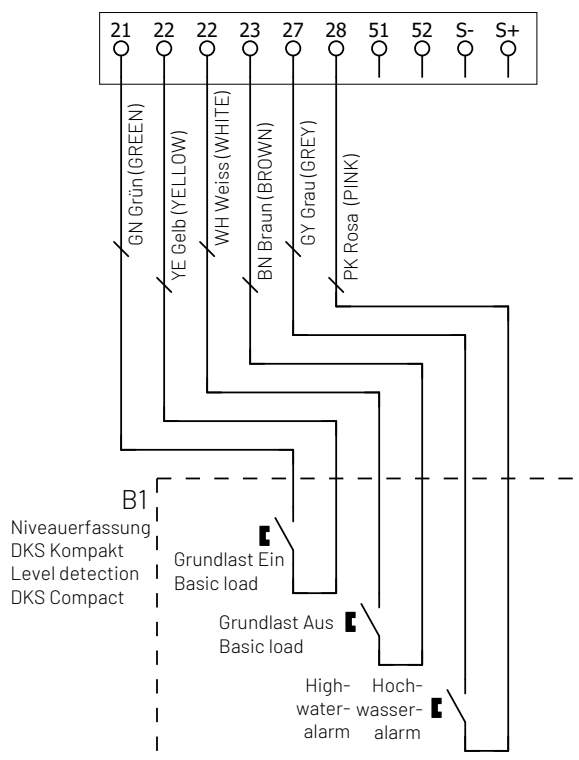 21 22 22 23 27 28 51 52 S- S+
GN Grün (GREEN)
YE Gelb (YELLOW)
WH Weiss (WHITE)
BN Braun (BROWN)
GY Grau (GREY)
PK Rosa (PINK)
B1
Niveauerfassung
DKS Kompakt
Level detection
DKS Compact
Grundlast Ein
Basic load
Grundlast Aus
Basic load
High-
water-
alarm
Hoch-
wasser-
alarm